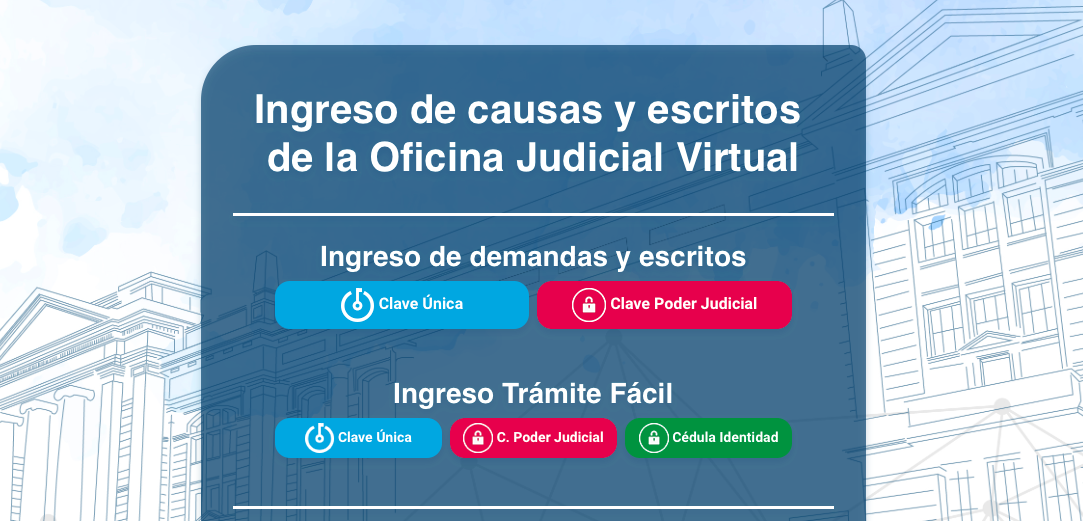 Ingreso de causas y escritos
de la Oficina Judicial Virtual
Ingreso de demandas y escritos
Clave Única
Clave Poder Judicial
Ingreso Trámite Fácil
Clave Única
C. Poder Judicial
Cédula Identidad